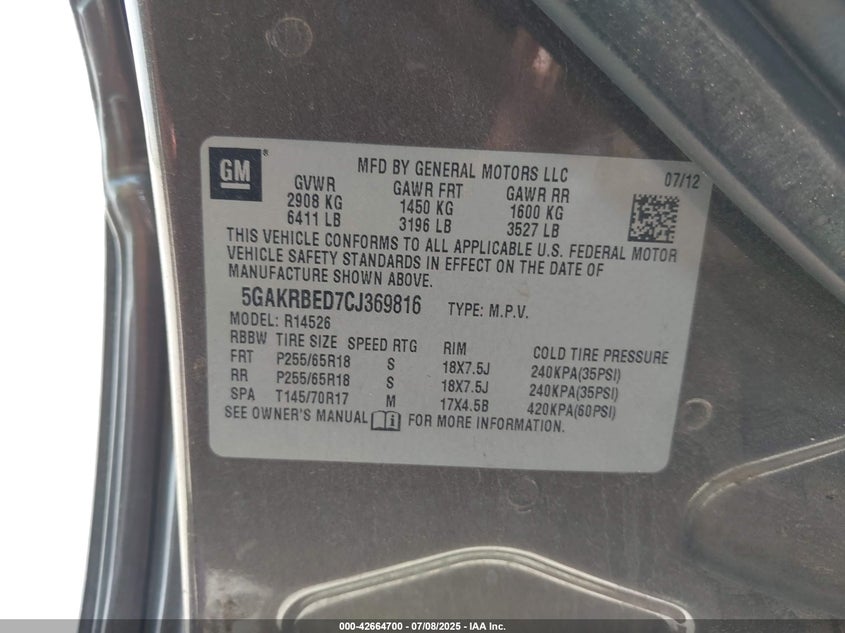 GM
®
MFD BY GENERAL MOTORS LLC
07/12
GVWR GAWR FRT GAWR RR
2908 KG 1450 KG 1600 KG
6411 LB 3196 LB 3527 LB
THIS VEHICLE CONFORMS TO ALL APPLICABLE U.S. FEDERAL MOTOR
VEHICLE SAFETY STANDARDS IN EFFECT ON THE DATE OF
MANUFACTURE SHOWN ABOVE.
5GAKRBED7CJ369816 TYPE: M.P.V.
MODEL: R14526
RBBW TIRE SIZE SPEED RTG RIM COLD TIRE PRESSURE
FRT P255/65R18 S 18X7.5J 240KPA(35PSI)
RR P255/65R18 S 18X7.5J 240KPA(35PSI)
SPA T145/70R17 M 17X4.5B 420KPA(60PSI)
SEE OWNER'S MANUAL i FOR MORE INFORMATION.
000-42664700 - 07/08/2025 - IAA Inc.